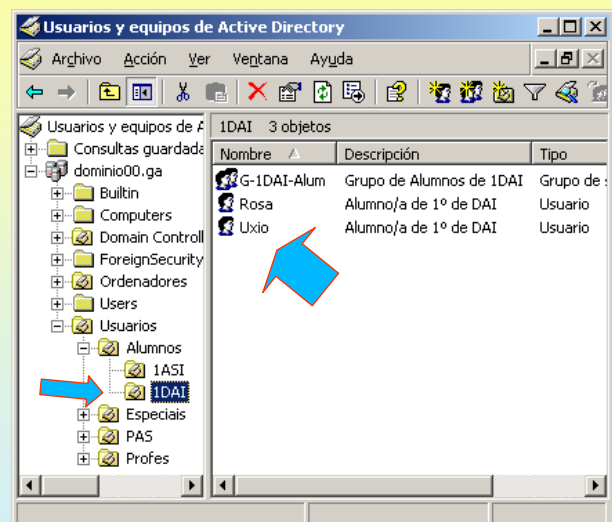 Usuarios y equipos de Active Directory
Archivo Acción Ver Ventana Ayuda
Usuarios y equipos de A
Consultas guardada
dominio00.ga
Builtin
Computers
Domain Controll
ForeignSecurity
Ordenadores
Users
Usuarios
Alumnos
1ASI
1DAI
Especiais
PAS
Profes
1DAI 3 objetos
Nombre Descripción Tipo
G-1DAI-Alum Grupo de Alumnos de 1DAI Grupo de s
Rosa Alumno/a de 1º de DAI Usuario
Uxio Alumno/a de 1º de DAI Usuario